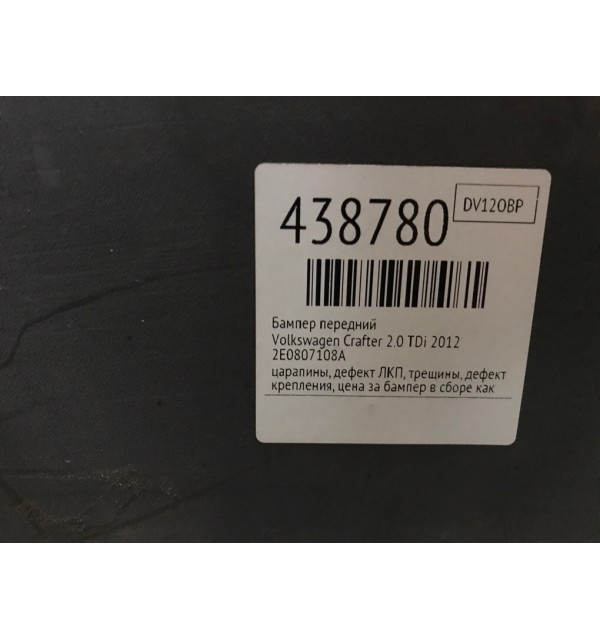 438780
DV12OBP
Бампер передний
Volkswagen Crafter 2.0 TDi 2012
2E0807108A
царапины, дефект ЛКП, трещины, дефект
крепления, цена за бампер в сборе как